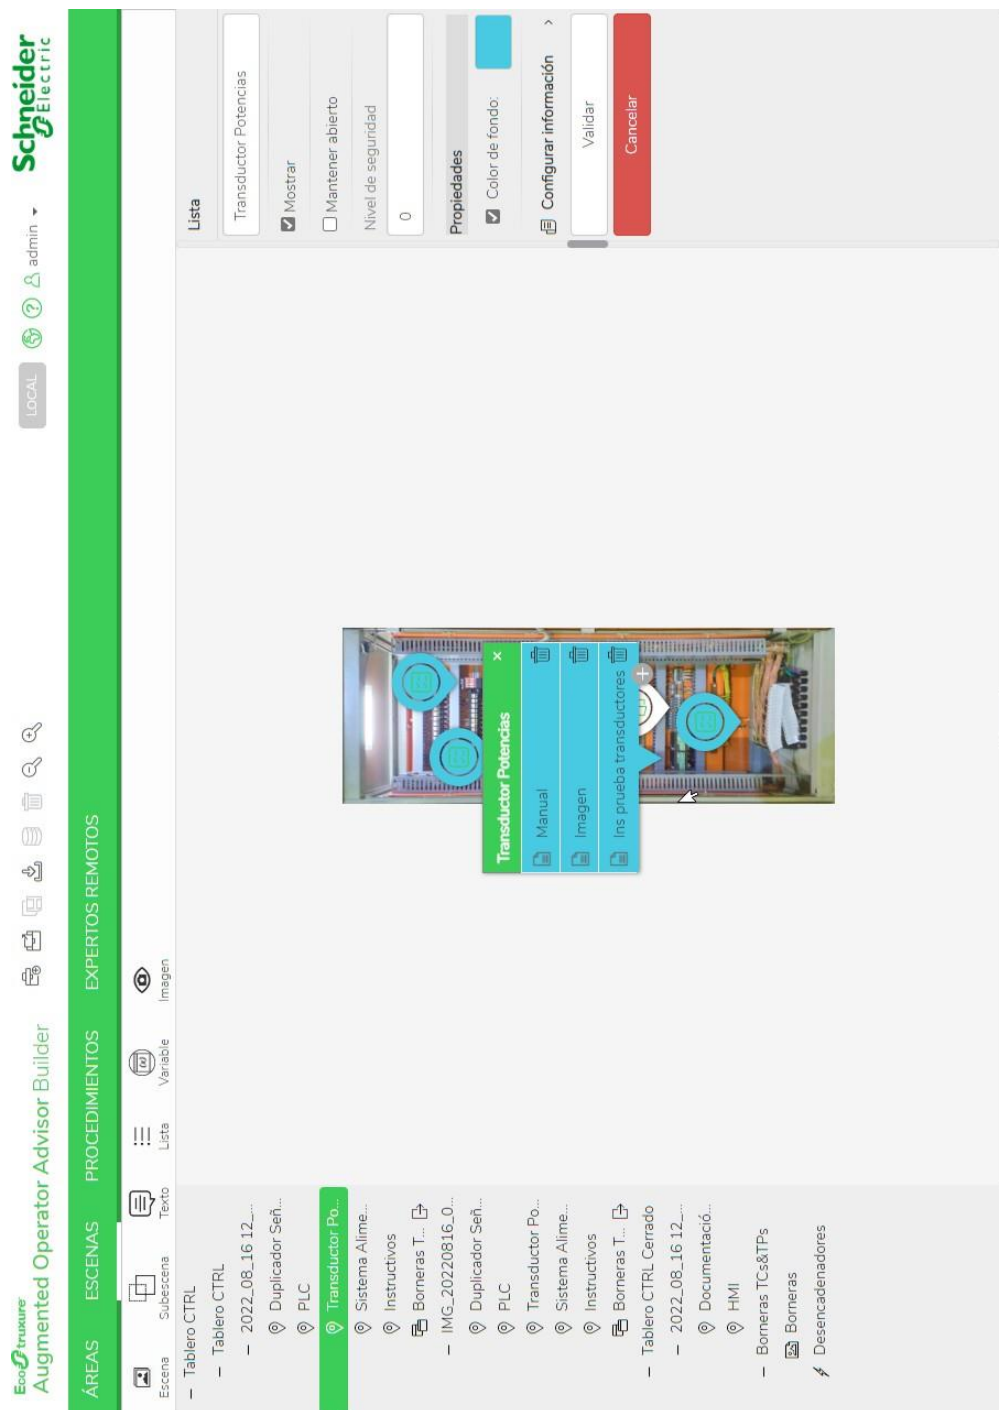 EcoStruxure
Augmented Operator Advisor Builder
LOCAL
admin
Schneider
Electric
ÁREAS
ESCENAS
PROCEDIMIENTOS
EXPERTOS REMOTOS
Escena
Subescena
Texto
Lista
Variable
Imagen
– Tablero CTRL
– Tablero CTRL
– 2022_08_16 12_...
Duplicador Señ...
PLC
Transductor Po...
Sistema Alime...
Instructivos
Borneras T...
– IMG_20220816_0...
Duplicador Señ...
PLC
Transductor Po...
Sistema Alime...
Instructivos
Borneras T...
– Tablero CTRL Cerrado
– 2022_08_16 12_...
Documentació...
HMI
– Borneras TCs&TPs
Borneras
Desencadenadores
Transductor Potencias ×
Manual
Imagen
Ins prueba transductores
Lista
Transductor Potencias
Mostrar
Mantener abierto
Nivel de seguridad
0
Propiedades
Color de fondo:
Configurar información >
Validar
Cancelar